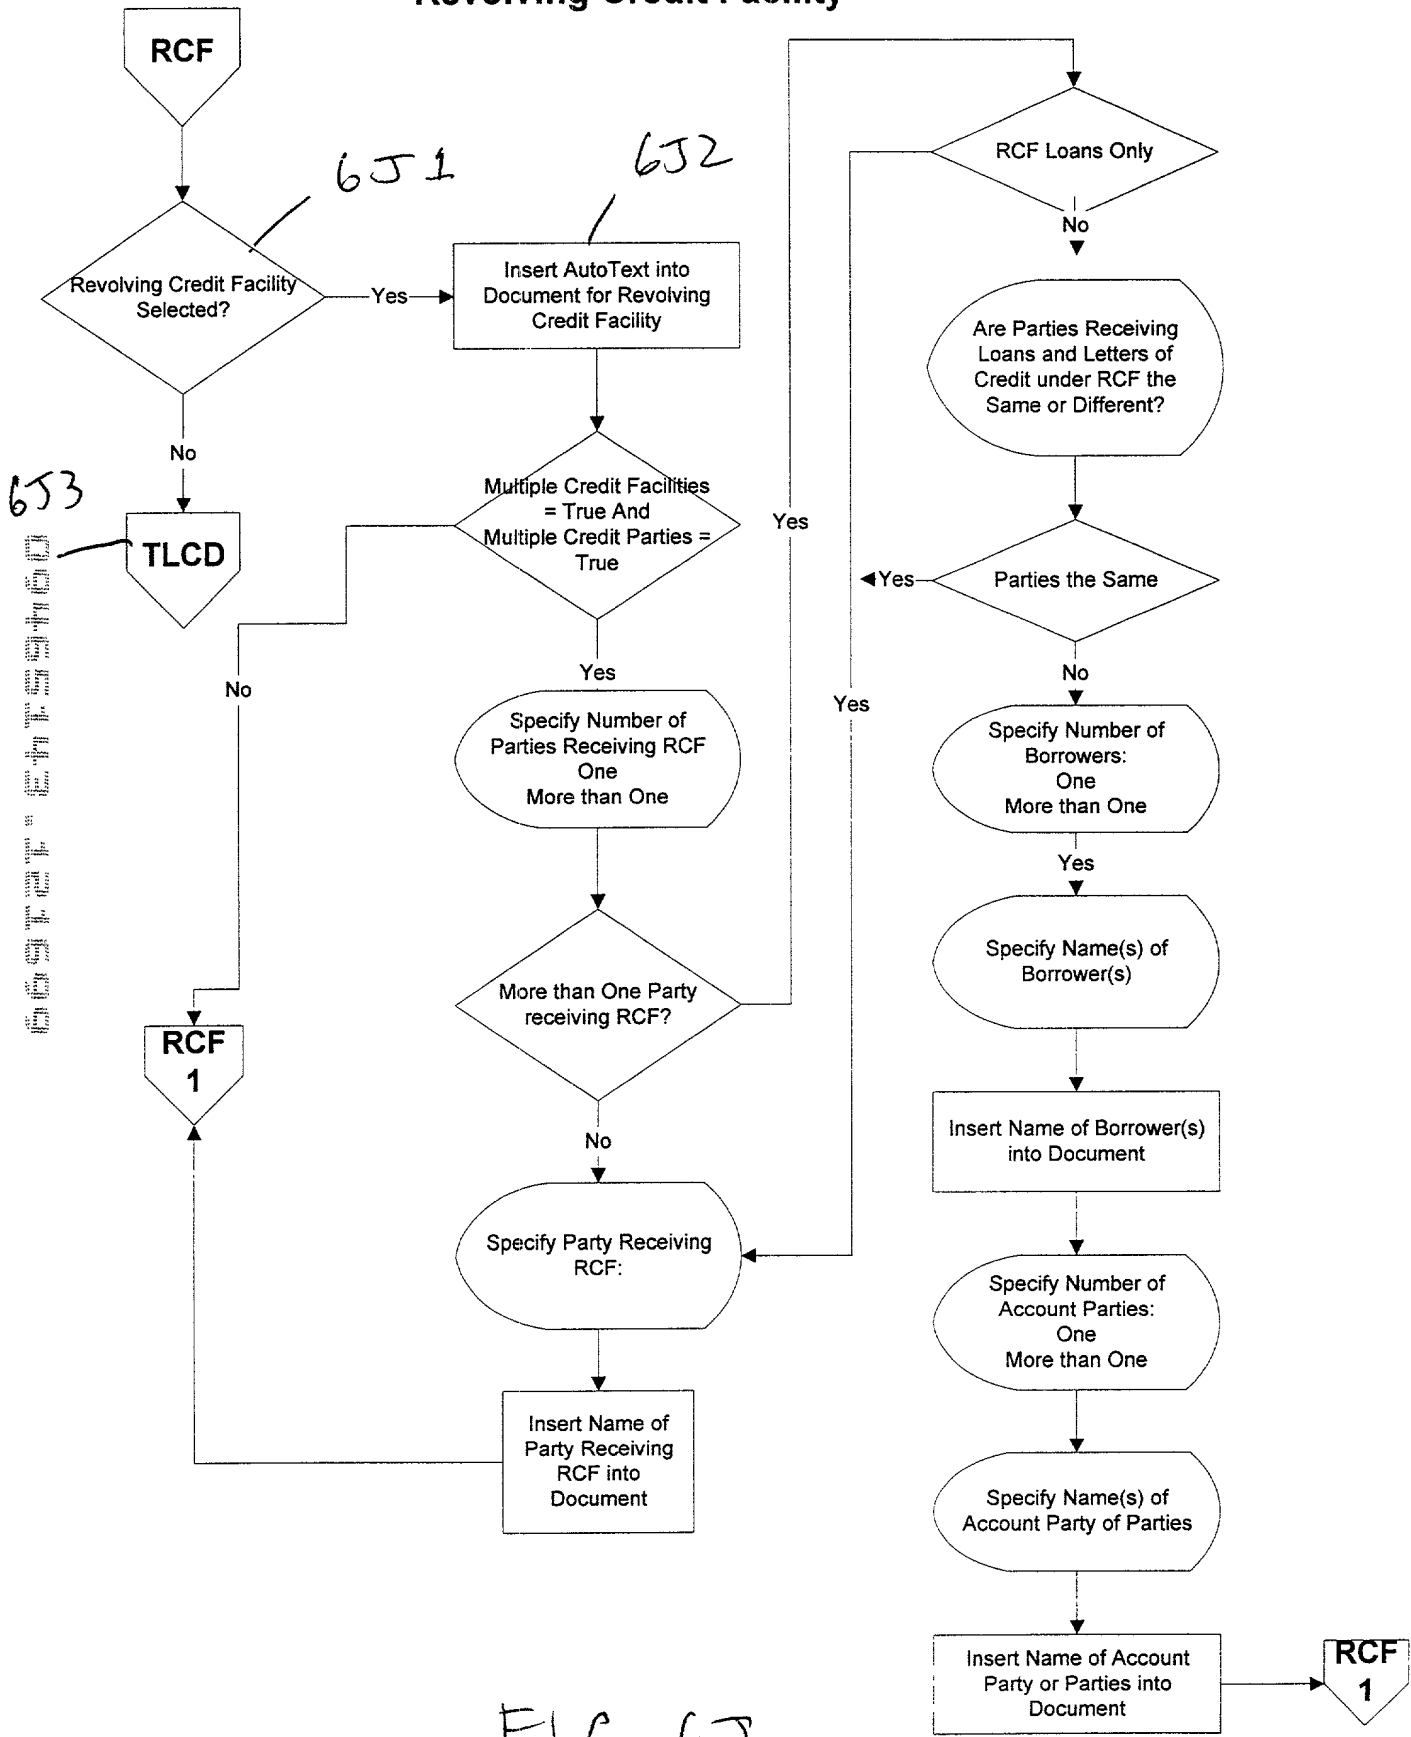 Revolving Credit Facility
RCF
6J1
6J2
Revolving Credit Facility
Selected?
Yes
Insert AutoText into
Document for Revolving
Credit Facility
No
6J3
TLCD
09465143.121699
Multiple Credit Facilities
= True And
Multiple Credit Parties =
True
No
Yes
Specify Number of
Parties Receiving RCF
One
More than One
More than One Party
receiving RCF?
Yes
No
RCF
1
Specify Party Receiving
RCF:
Insert Name of
Party Receiving
RCF into
Document
RCF Loans Only
No
Yes
Are Parties Receiving
Loans and Letters of
Credit under RCF the
Same or Different?
Parties the Same
Yes
No
Specify Number of
Borrowers:
One
More than One
Yes
Specify Name(s) of
Borrower(s)
Insert Name of Borrower(s)
into Document
Specify Number of
Account Parties:
One
More than One
Specify Name(s) of
Account Party of Parties
Insert Name of Account
Party or Parties into
Document
RCF
1
FIG 6J